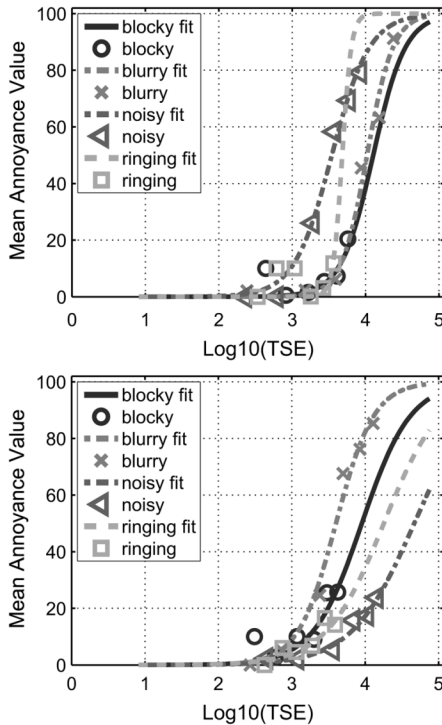 100
80
60
40
20
0
Mean Annoyance Value
blocky fit
blocky
blurry fit
blurry
noisy fit
noisy
ringing fit
ringing
0 1 2 3 4 5
Log10(TSE)
100
80
60
40
20
0
Mean Annoyance Value
blocky fit
blocky
blurry fit
blurry
noisy fit
noisy
ringing fit
ringing
0 1 2 3 4 5
Log10(TSE)